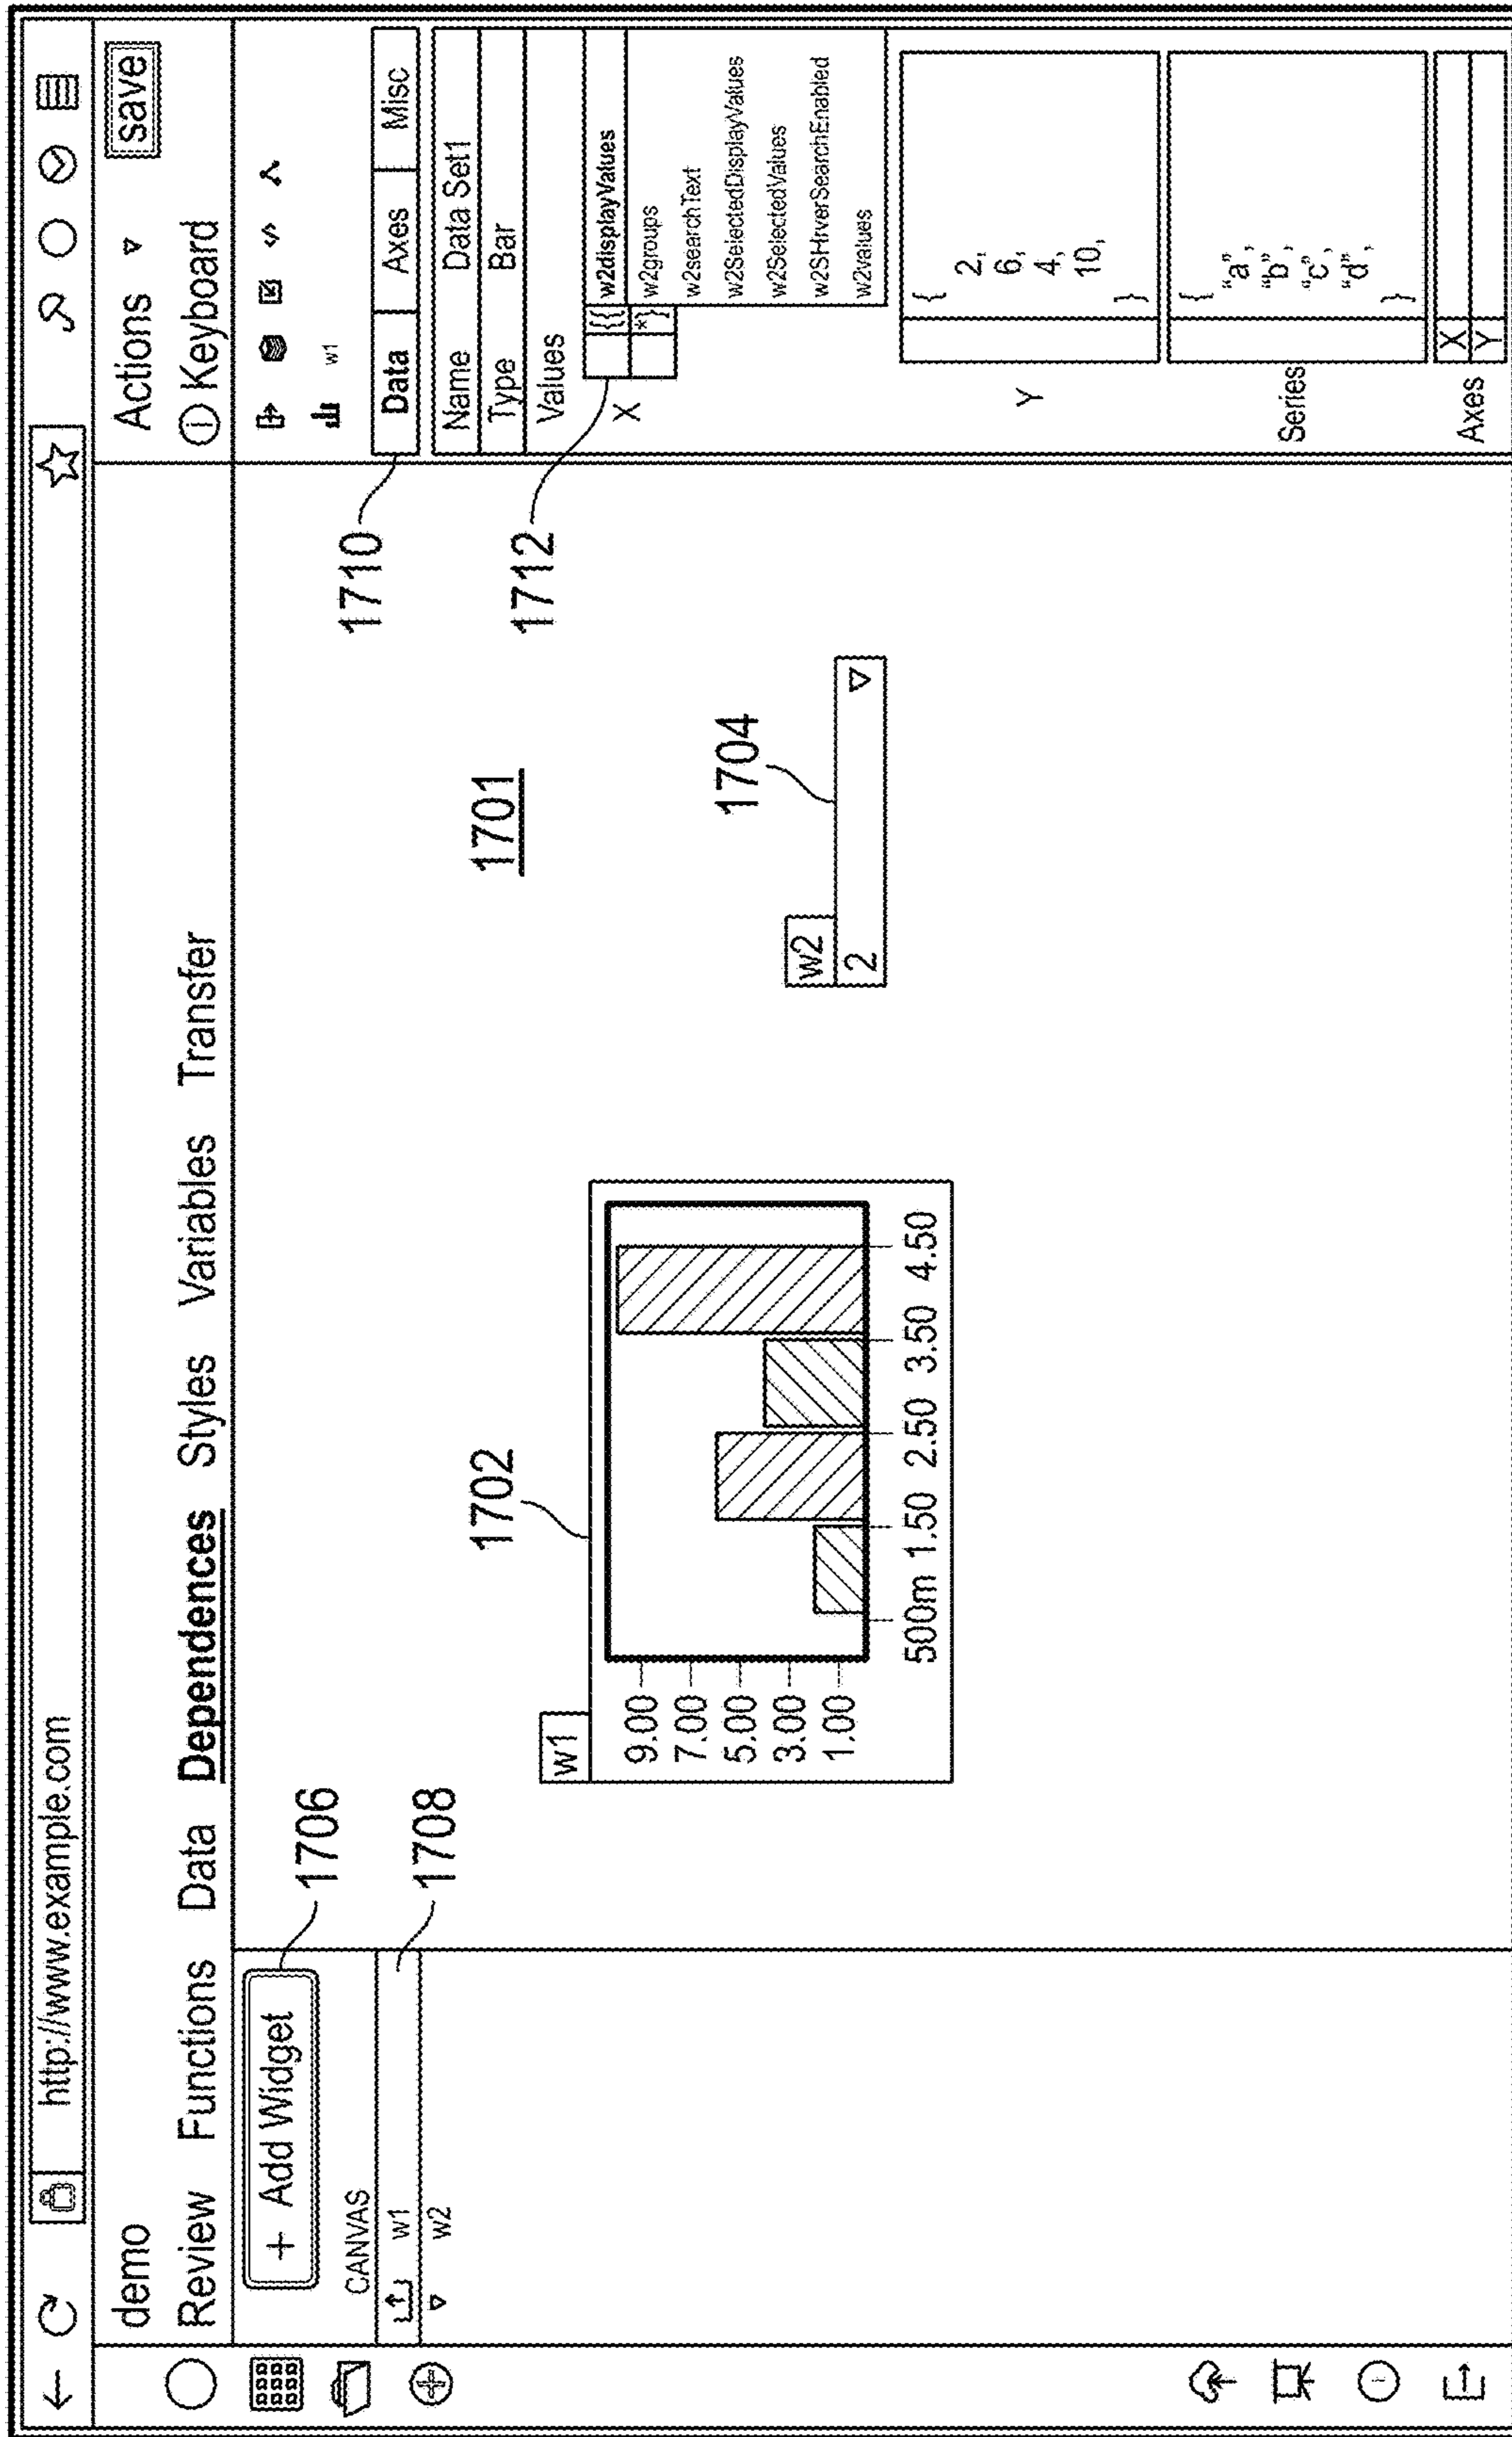 http://www.example.com
demo
Actions
save
Review Functions Data Dependences Styles Variables Transfer
Keyboard
+ Add Widget
1706
CANVAS
w1
w2
1708
1701
1702
w1
9.00
7.00
5.00
3.00
1.00
500m 1.50 2.50 3.50 4.50
1704
w2
2
1710
1712
w1
Data Axes Misc
Name Data Set1
Type Bar
Values
X
{{
*}
w2displayValues
w2groups
w2searchText
w2SelectedDisplayValues
w2SelectedValues
w2SHrverSearchEnabled
w2values
Y
{
2,
6,
4,
10,
}
Series
{
“a”,
“b”,
“c”,
“d”,
}
Axes
X
Y